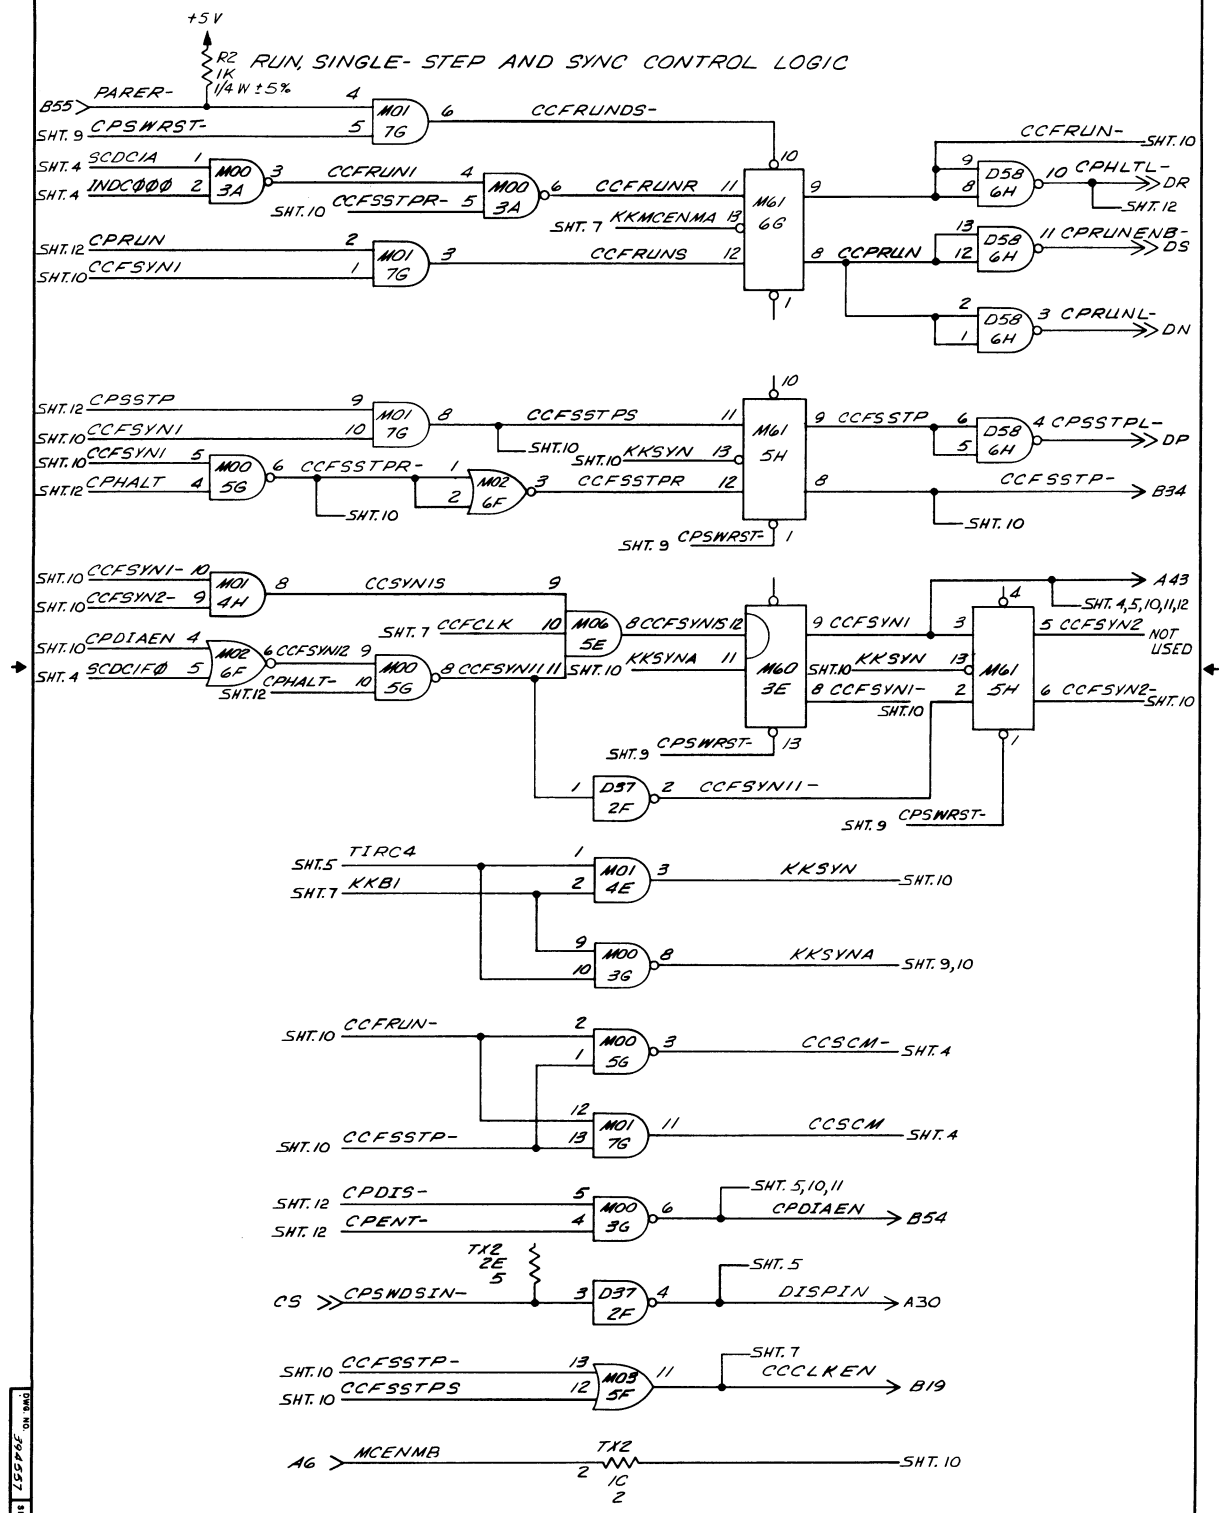 +5 V
R2
1K
1/4 W ±5%
RUN, SINGLE- STEP AND SYNC CONTROL LOGIC
B55 PARER- 4 M01 7G 6 CCFRUNDS-
SHT. 9 CPSWRST- 5
SHT. 4 SCDC1A 1 M00 3A 3 CCFRUN1 4 M00 3A 6 CCFRUNR 11
SHT. 4 INDCØØØ 2
SHT. 10 CCFSSTPR- 5
SHT. 7 KKMCENMA 13
SHT. 12 CPRUN 2 M01 7G 3 CCFRUNS 12
SHT. 10 CCFSYN1 1
10 M61 6G 1
9 CCFRUN- SHT. 10
9 8 D58 6H 10 CPHLTL- DR
SHT. 12
8 CCPRUN 13 12 D58 6H 11 CPRUNENB- DS
2 1 D58 6H 3 CPRUNL- DN
SHT. 12 CPSSTP 9 M01 7G 8 CCFSSTPS 11
SHT. 10 CCFSYN1 10
SHT. 10
SHT. 10 KKSYN 13
SHT. 10 CCFSYN1 5 M00 5G 6 CCFSSTPR- 1 2 M02 6F 3 CCFSSTPR 12
SHT. 12 CPHALT 4
SHT. 10
10 M61 5H 1
SHT. 9 CPSWRST-
9 CCFSSTP 6 5 D58 6H 4 CPSSTPL- DP
8 CCFSSTP- B34
SHT. 10
SHT. 10 CCFSYN1- 10 M01 4H 8 CCSYN1S 9
SHT. 10 CCFSYN2- 9
SHT. 7 CCFCLK 10 M06 5E 8 CCFSYN1S 12
SHT. 10 CPDIAEN 4 M02 6F 6 CCFSYN12 9 M00 5G 8 CCFSYN11 11
SHT. 4 SCDC1FØ 5
SHT. 12 CPHALT- 10
SHT. 10 KKSYNA 11
M60 3E 13
SHT. 9 CPSWRST-
9 CCFSYN1 3
A43
SHT. 4,5,10,11,12
SHT. 10 KKSYN 13
8 CCFSYN1- SHT. 10
2
4 M61 5H 1
5 CCFSYN2 NOT USED
6 CCFSYN2- SHT. 10
1 D37 2F 2 CCFSYN11-
SHT. 9 CPSWRST-
SHT. 5 TIRC4 1 M01 4E 3 KKSYN SHT. 10
SHT. 7 KKB1 2
9 10 M00 3G 8 KKSYNA SHT. 9,10
SHT. 10 CCFRUN- 2 1 M00 5G 3 CCSCM- SHT. 4
12 M01 7G 11 CCSCM SHT. 4
SHT. 10 CCFSSTP- 13
SHT. 5,10,11
SHT. 12 CPDIS- 5 M00 3G 6 CPDIAEN B54
SHT. 12 CPENT- 4
TX2
2E
5
SHT. 5
CS CPSWDSIN- 3 D37 2F 4 DISPIN A30
SHT. 7
SHT. 10 CCFSSTP- 13 M03 5F 11 CCCLKEN B19
SHT. 10 CCFSSTPS 12
A6 MCENMB 2 TX2 1C 2 SHT. 10
DWG. NO. 394557